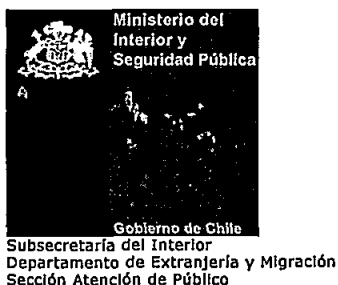 Ministerio del
Interior y
Seguridad Pública
Gobierno de Chile
Subsecretaría del Interior
Departamento de Extranjería y Migración
Sección Atención de Público